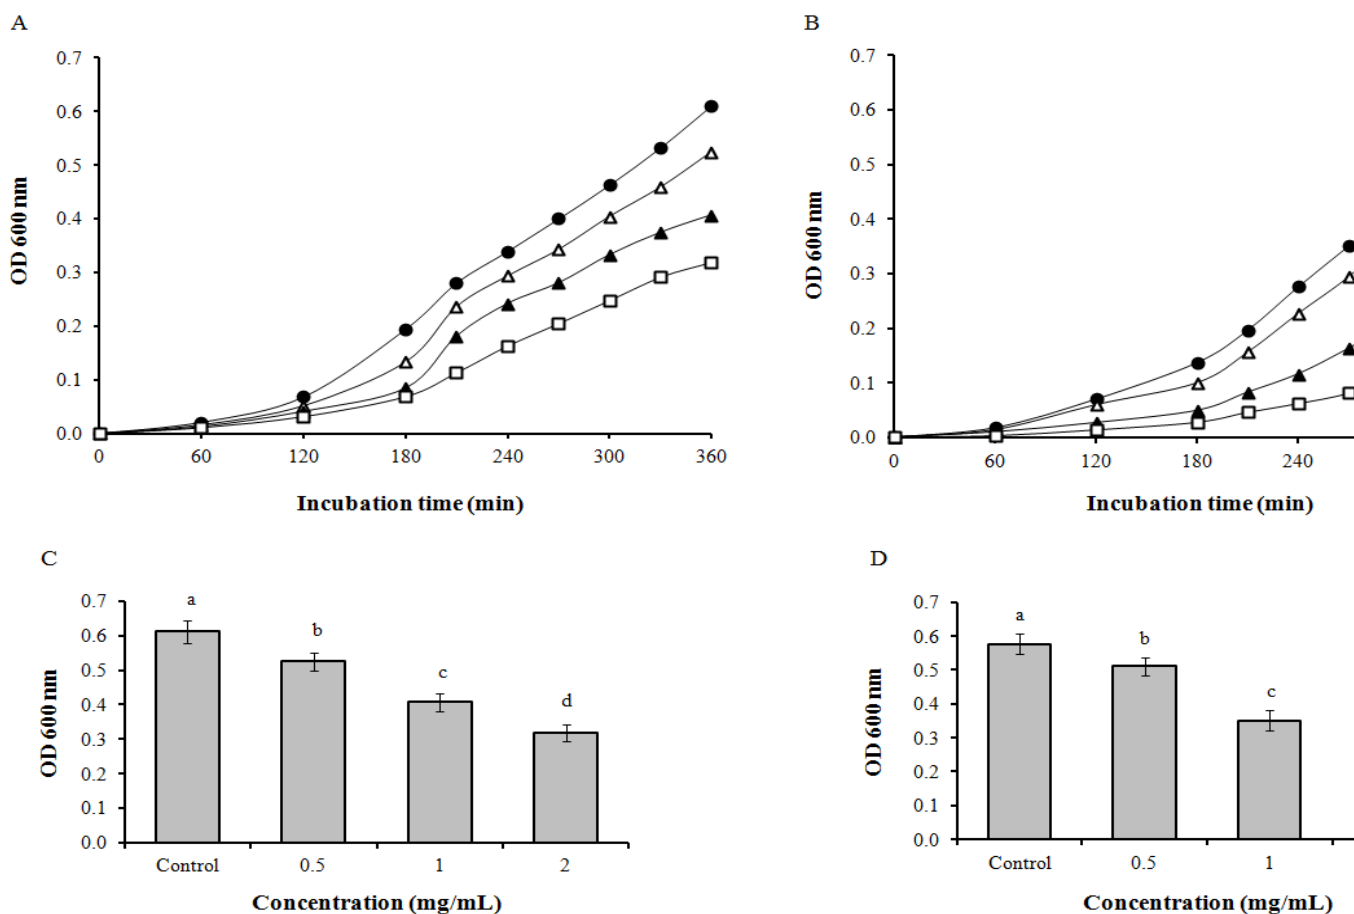 A
0.7
0.6
0.5
0.4
0.3
0.2
0.1
0.0
OD 600 nm
0 60 120 180 240 300 360
Incubation time (min)
B
0.7
0.6
0.5
0.4
0.3
0.2
0.1
0.0
OD 600 nm
0 60 120 180 240
Incubation time (min)
C
0.7
0.6
0.5
0.4
0.3
0.2
0.1
0.0
OD 600 nm
a
b
c
d
Control 0.5 1 2
Concentration (mg/mL)
D
0.7
0.6
0.5
0.4
0.3
0.2
0.1
0.0
OD 600 nm
a
b
c
Control 0.5 1
Concentration (mg/mL)